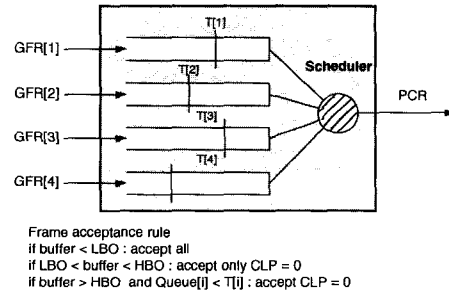 T[1]
GFR[1]
T[2]
Scheduler
GFR[2]
PCR
T[3]
GFR[3]
T[4]
GFR[4]
Frame acceptance rule
if buffer < LBO : accept all
if LBO < buffer < HBO : accept only CLP = 0
if buffer > HBO and Queue[i] < T[i] : accept CLP = 0